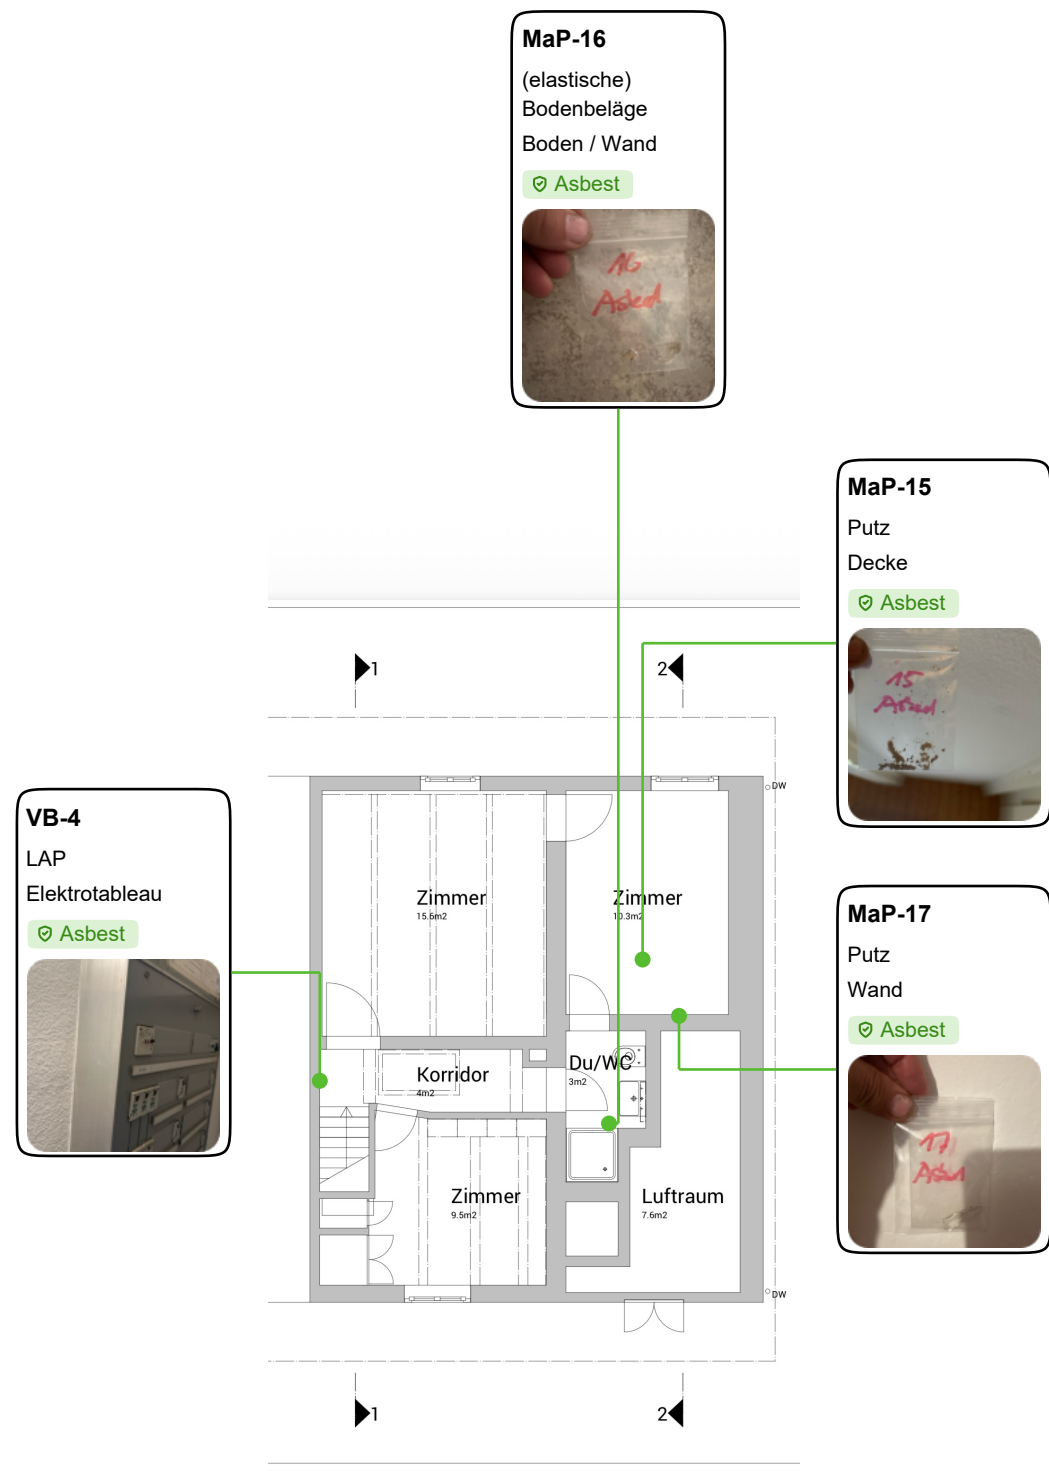 MaP-16
(elastische)
Bodenbeläge
Boden / Wand
Asbest
16
Asbest
MaP-15
Putz
Decke
Asbest
15
Asbest
1
2
DW
VB-4
LAP
Elektrotableau
Asbest
MaP-17
Putz
Wand
Asbest
17
Asbest
Zimmer
15.6m2
Zimmer
10.3m2
Korridor
4m2
Du/WC
3m2
Zimmer
9.5m2
Luftraum
7.6m2
DW
1
2